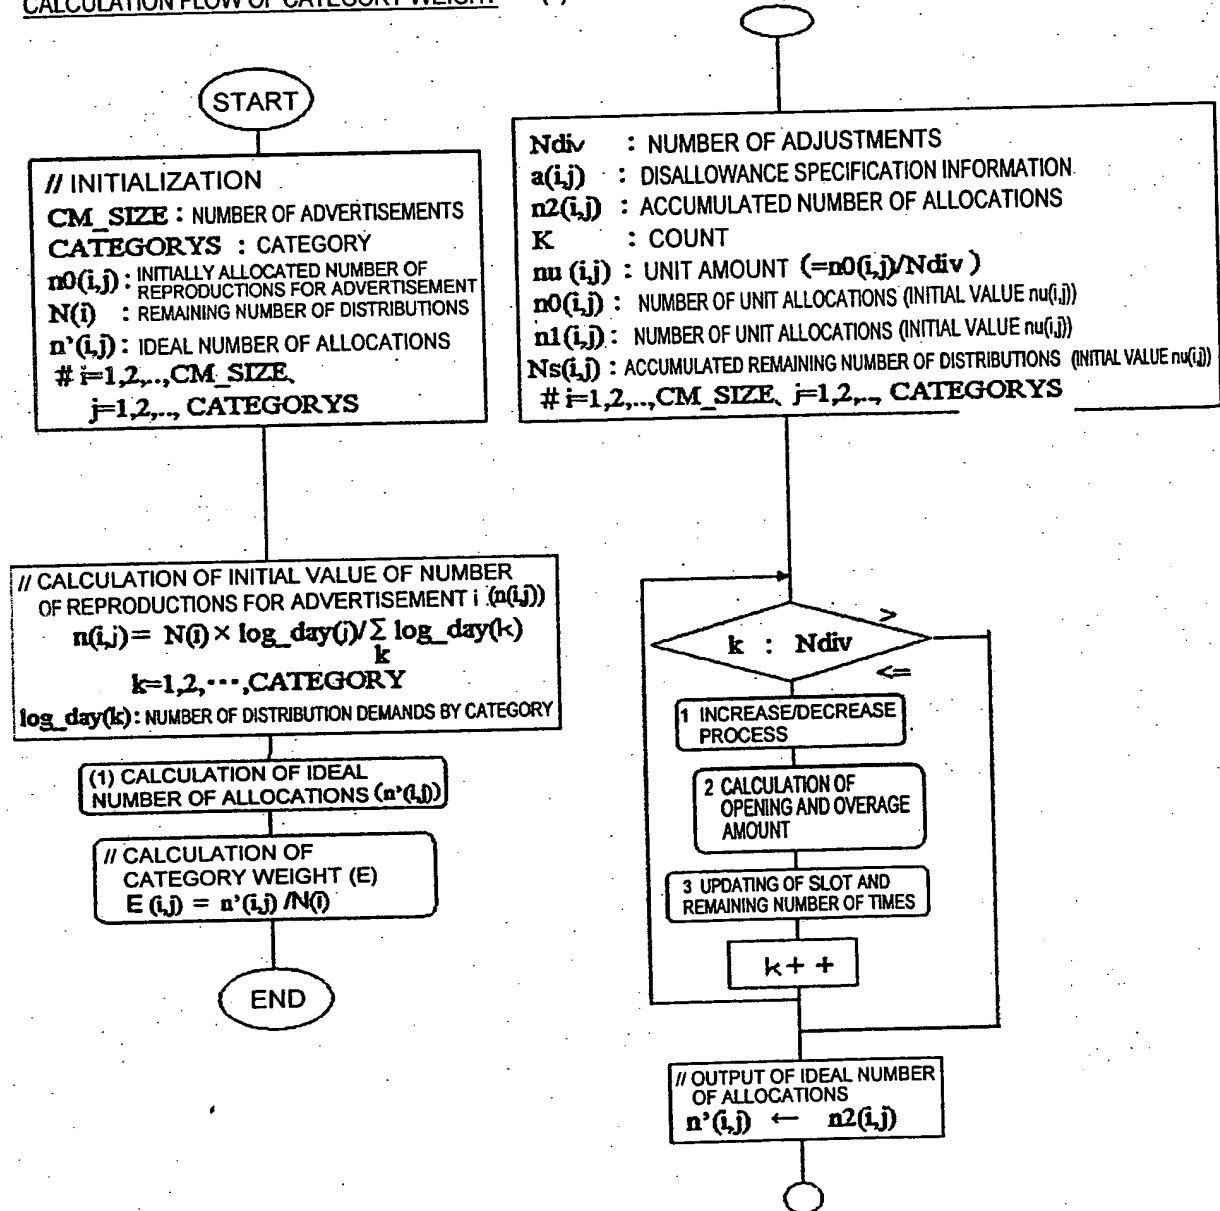 CALCULATION FLOW OF CATEGORY WEIGHT
START
// INITIALIZATION
CM_SIZE : NUMBER OF ADVERTISEMENTS
CATEGORYS : CATEGORY
n0(i,j) : INITIALLY ALLOCATED NUMBER OF
REPRODUCTIONS FOR ADVERTISEMENT
N(i) : REMAINING NUMBER OF DISTRIBUTIONS
n'(i,j) : IDEAL NUMBER OF ALLOCATIONS
# i=1,2,..,CM_SIZE、
j=1,2,.., CATEGORYS
// CALCULATION OF INITIAL VALUE OF NUMBER
OF REPRODUCTIONS FOR ADVERTISEMENT i (n(i,j))
n(i,j)= N(i) × log_day(j)/Σ log_day(k)
k
k=1,2,···,CATEGORY
log_day(k): NUMBER OF DISTRIBUTION DEMANDS BY CATEGORY
(1) CALCULATION OF IDEAL
NUMBER OF ALLOCATIONS (n'(i,j))
// CALCULATION OF
CATEGORY WEIGHT (E)
E (i,j) = n'(i,j) /N(i)
END
Ndiv : NUMBER OF ADJUSTMENTS
a(i,j) : DISALLOWANCE SPECIFICATION INFORMATION
n2(i,j) : ACCUMULATED NUMBER OF ALLOCATIONS
K : COUNT
nu (i,j) : UNIT AMOUNT (=n0(i,j)/Ndiv )
n0(i,j) : NUMBER OF UNIT ALLOCATIONS (INITIAL VALUE nu(i,j))
n1(i,j) : NUMBER OF UNIT ALLOCATIONS (INITIAL VALUE nu(i,j))
Ns(i,j) : ACCUMULATED REMAINING NUMBER OF DISTRIBUTIONS (INITIAL VALUE nu(i,j))
# i=1,2,..,CM_SIZE、 j=1,2,.., CATEGORYS
k : Ndiv
>
<=
1 INCREASE/DECREASE
PROCESS
2 CALCULATION OF
OPENING AND OVERAGE
AMOUNT
3 UPDATING OF SLOT AND
REMAINING NUMBER OF TIMES
k++
// OUTPUT OF IDEAL NUMBER
OF ALLOCATIONS
n'(i,j) ← n2(i,j)